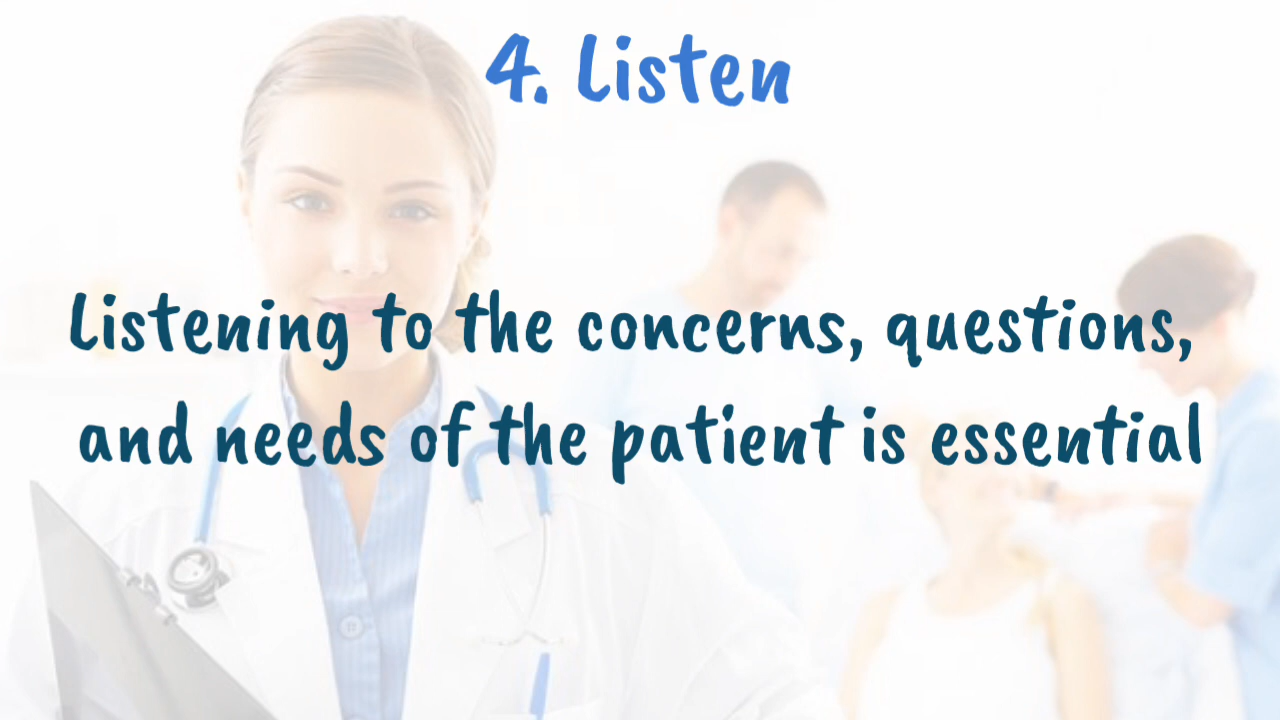 4. Listen
Listening to the concerns, questions,
and needs of the patient is essential